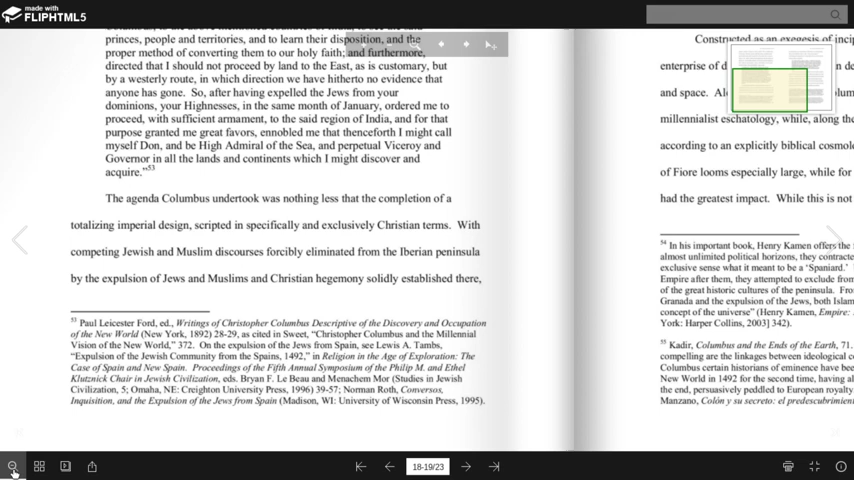 made with
FLIPHTML5
princes, people and territories, and to learn their disposition, and the
proper method of converting them to our holy faith; and furthermore,
directed that I should not proceed by land to the East, as is customary, but
by a westerly route, in which direction we have hitherto no evidence that
anyone has gone. So, after having expelled the Jews from your
dominions, your Highnesses, in the same month of January, ordered me to
proceed, with sufficient armament, to the said region of India, and for that
purpose granted me great favors, ennobled me that thenceforth I might call
myself Don, and be High Admiral of the Sea, and perpetual Viceroy and
Governor in all the lands and continents which I might discover and
acquire."53
The agenda Columbus undertook was nothing less that the completion of a
totalizing imperial design, scripted in specifically and exclusively Christian terms. With
competing Jewish and Muslim discourses forcibly eliminated from the Iberian peninsula
by the expulsion of Jews and Muslims and Christian hegemony solidly established there,
53 Paul Leicester Ford, ed., Writings of Christopher Columbus Descriptive of the Discovery and Occupation
of the New World (New York, 1892) 28-29, as cited in Sweet, "Christopher Columbus and the Millennial
Vision of the New World," 372. On the expulsion of the Jews from Spain, see Lewis A. Tambs,
"Expulsion of the Jewish Community from the Spains, 1492," in Religion in the Age of Exploration: The
Case of Spain and New Spain. Proceedings of the Fifth Annual Symposium of the Philip M. and Ethel
Klutznick Chair in Jewish Civilization, eds. Bryan F. Le Beau and Menachem Mor (Studies in Jewish
Civilization, 5; Omaha, NE: Creighton University Press, 1996) 39-57; Norman Roth, Conversos,
Inquisition, and the Expulsion of the Jews from Spain (Madison, WI: University of Wisconsin Press, 1995).
Constructed as an exegesis of incip
enterprise of d
and space. Al
millennialist eschatology, while, along the
according to an explicitly biblical cosmolo
of Fiore looms especially large, while for
had the greatest impact. While this is not
54 In his important book, Henry Kamen offers the
almost unlimited political horizons, they contracte
exclusive sense what it meant to be a 'Spaniard.'
Empire after them, they attempted to exclude from
of the great historic cultures of the peninsula. Fro
Granada and the expulsion of the Jews, both Islam
concept of the universe" (Henry Kamen, Empire:
York: Harper Collins, 2003] 342).
55 Kadir, Columbus and the Ends of the Earth, 71.
compelling are the linkages between ideological c
Columbus certain historians of eminence have bee
New World in 1492 for the second time, having al
the end, persuasively peddled to European royalty
Manzano, Colón y su secreto: el predescubrimien
18-19/23